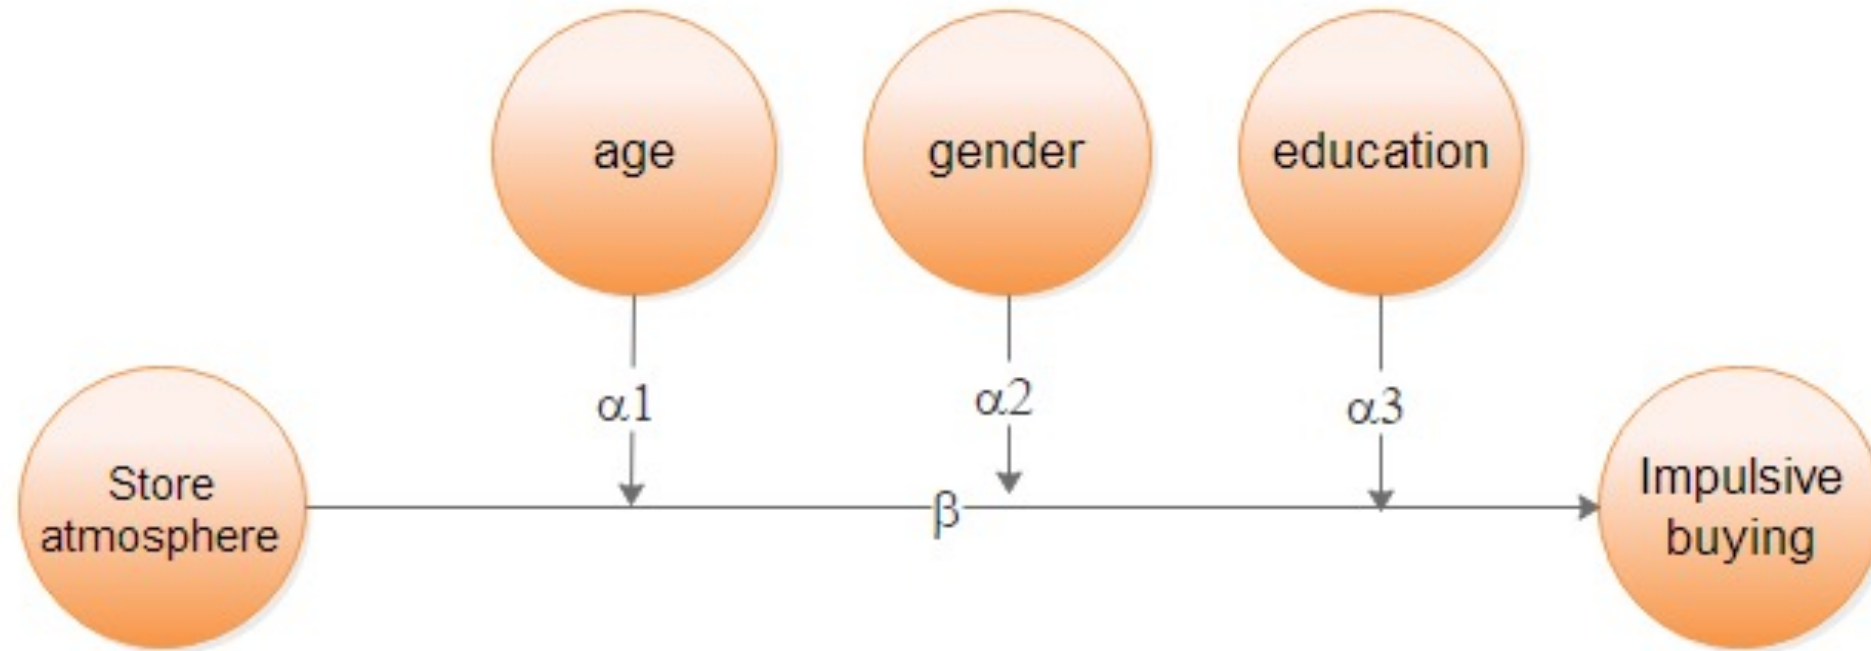 age
gender
education
α1
α2
α3
Store
atmosphere
β
Impulsive
buying